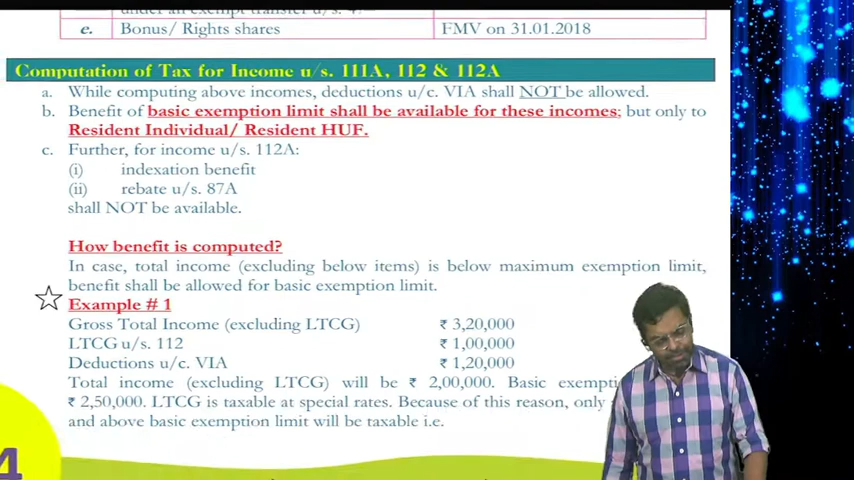 under an exempt transfer u/s. 47
e. Bonus/ Rights shares FMV on 31.01.2018
Computation of Tax for Income u/s. 111A, 112 & 112A
a. While computing above incomes, deductions u/c. VIA shall NOT be allowed.
b. Benefit of basic exemption limit shall be available for these incomes; but only to
Resident Individual/ Resident HUF.
c. Further, for income u/s. 112A:
(i) indexation benefit
(ii) rebate u/s. 87A
shall NOT be available.
How benefit is computed?
In case, total income (excluding below items) is below maximum exemption limit,
benefit shall be allowed for basic exemption limit.
Example # 1
Gross Total Income (excluding LTCG) ₹ 3,20,000
LTCG u/s. 112 ₹ 1,00,000
Deductions u/c. VIA ₹ 1,20,000
Total income (excluding LTCG) will be ₹ 2,00,000. Basic
₹ 2,50,000. LTCG is taxable at special rates. Because of this reason, only
and above basic exemption limit will be taxable i.e.
4